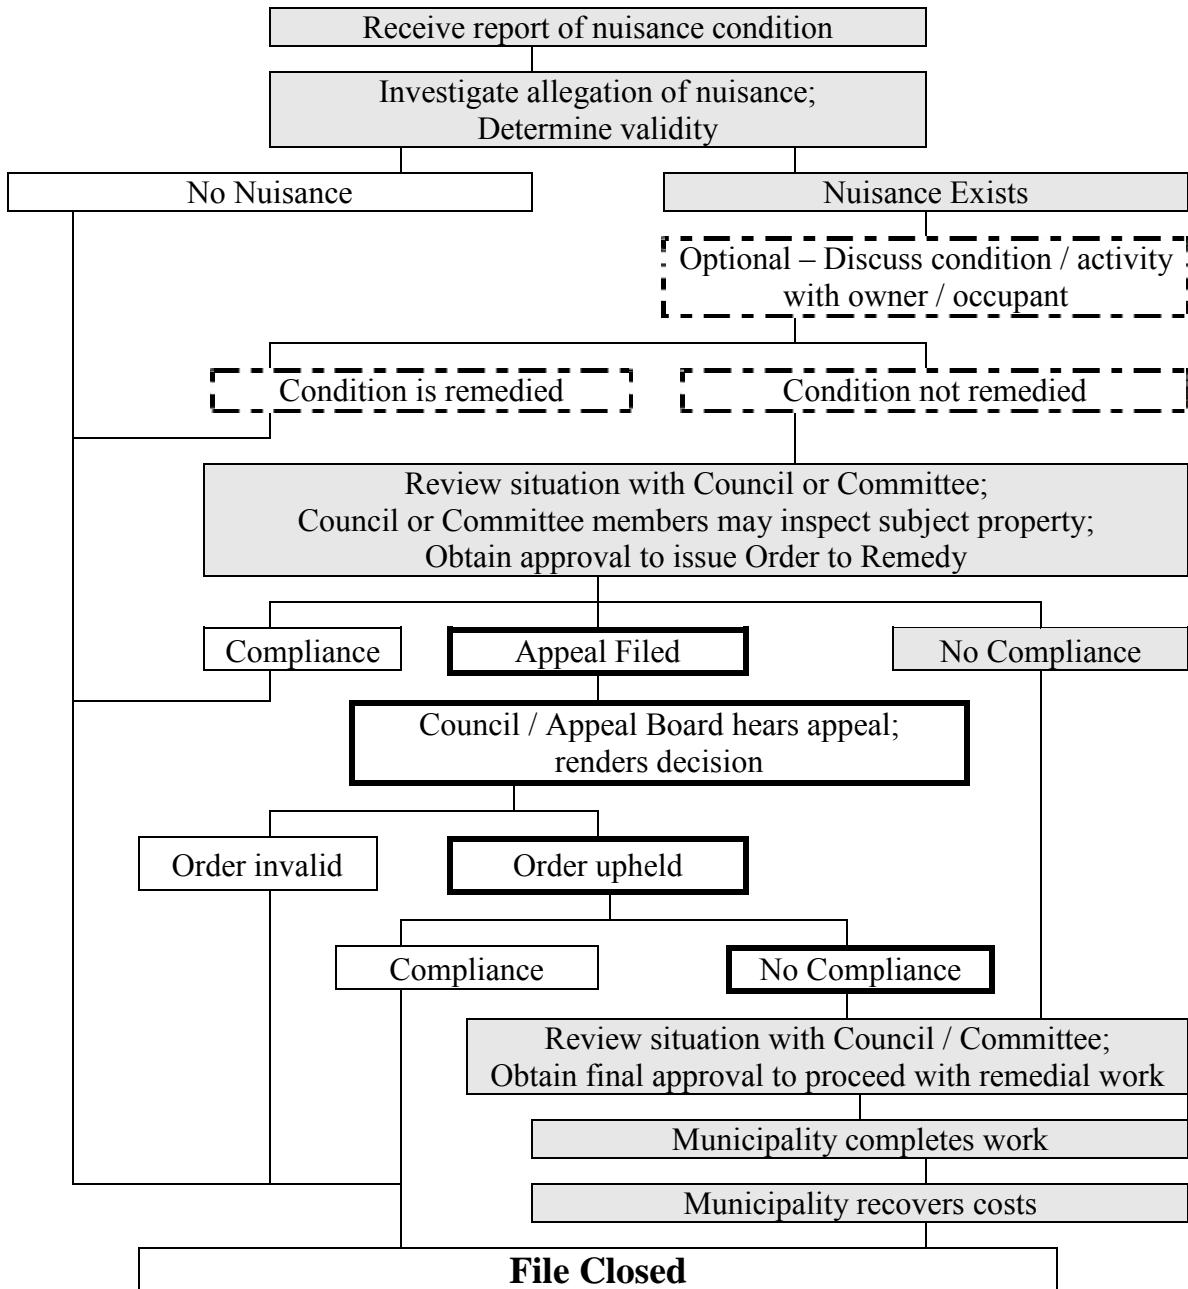 Receive report of nuisance condition
Investigate allegation of nuisance;
Determine validity
No Nuisance
Nuisance Exists
Optional – Discuss condition / activity
with owner / occupant
Condition is remedied
Condition not remedied
Review situation with Council or Committee;
Council or Committee members may inspect subject property;
Obtain approval to issue Order to Remedy
Compliance
Appeal Filed
No Compliance
Council / Appeal Board hears appeal;
renders decision
Order invalid
Order upheld
Compliance
No Compliance
Review situation with Council / Committee;
Obtain final approval to proceed with remedial work
Municipality completes work
Municipality recovers costs
File Closed